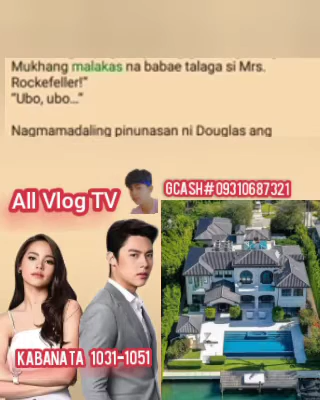 Mukhang malakas na babae talaga si Mrs.
Rockefeller!”
“Ubo, ubo…”
Nagmamadaling pinunasan ni Douglas ang
All Vlog TV
GCASH# 09310687321
KABANATA 1031-1051